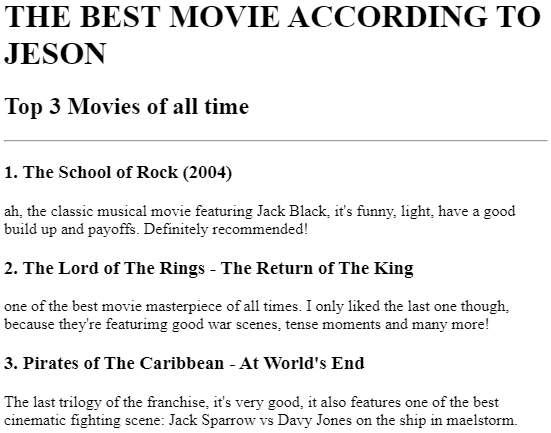 THE BEST MOVIE ACCORDING TO
JESON
Top 3 Movies of all time
1. The School of Rock (2004)
ah, the classic musical movie featuring Jack Black, it's funny, light, have a good
build up and payoffs. Definitely recommended!
2. The Lord of The Rings - The Return of The King
one of the best movie masterpiece of all times. I only liked the last one though,
because they're featurimg good war scenes, tense moments and many more!
3. Pirates of The Caribbean - At World's End
The last trilogy of the franchise, it's very good, it also features one of the best
cinematic fighting scene: Jack Sparrow vs Davy Jones on the ship in maelstorm.